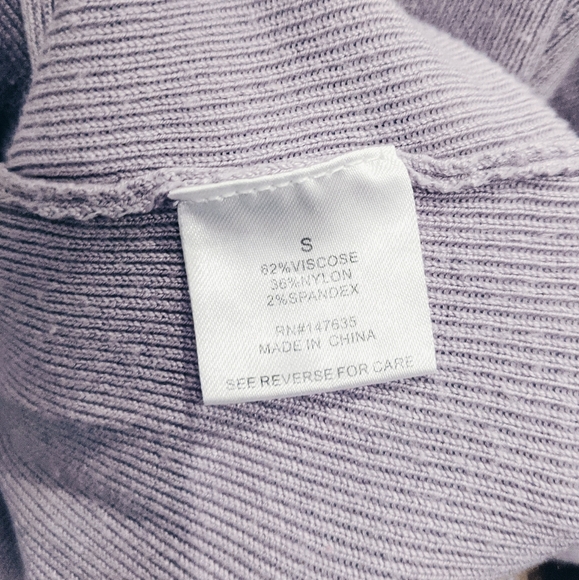 S
62%VISCOSE
36%NYLON
2%SPANDEX
RN#147635
MADE IN CHINA
SEE REVERSE FOR CARE